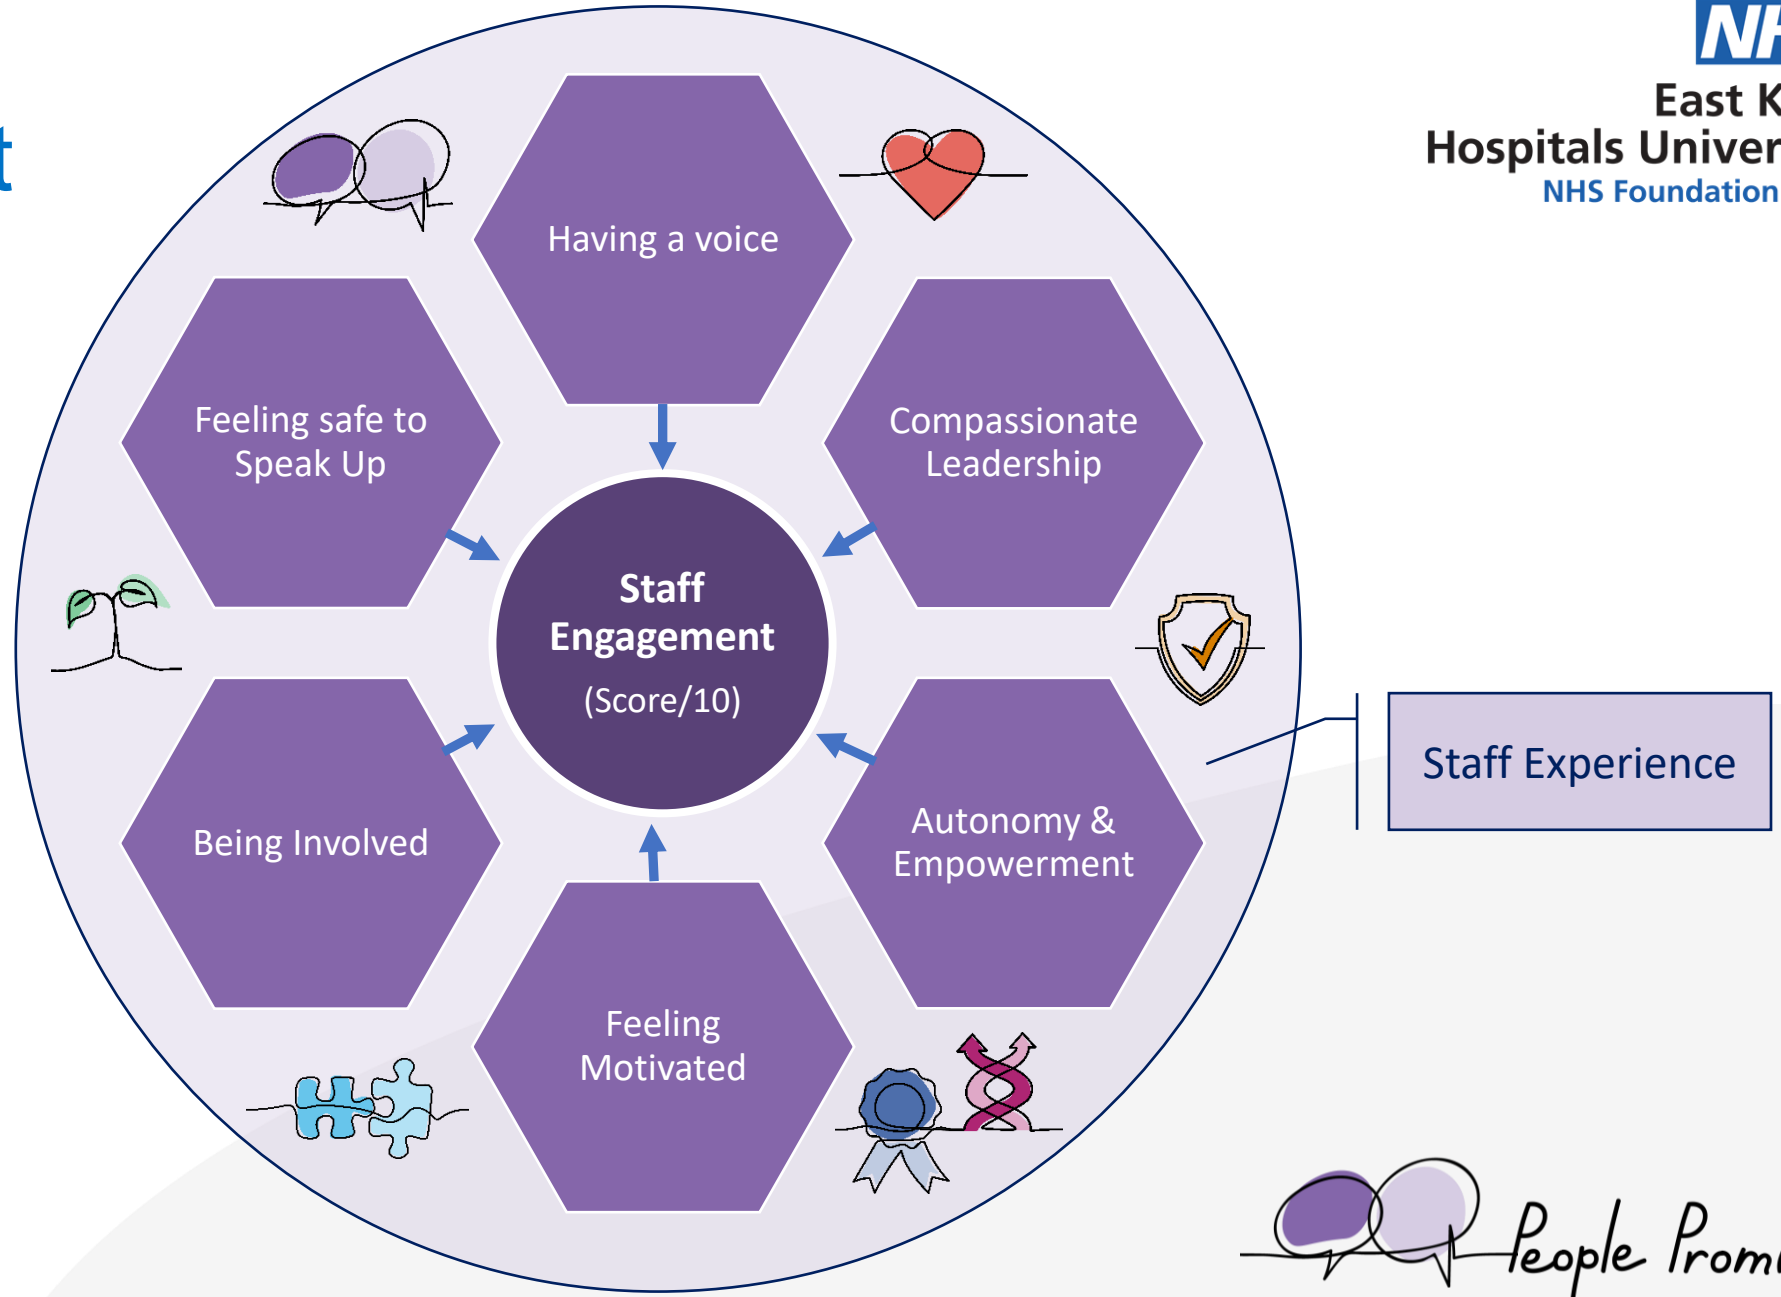 t
NH
East K
Hospitals Univer
NHS Foundation
Having a voice
Feeling safe to
Speak Up
Compassionate
Leadership
Staff
Engagement
(Score/10)
Staff Experience
Being Involved
Autonomy &
Empowerment
Feeling
Motivated
People Prom